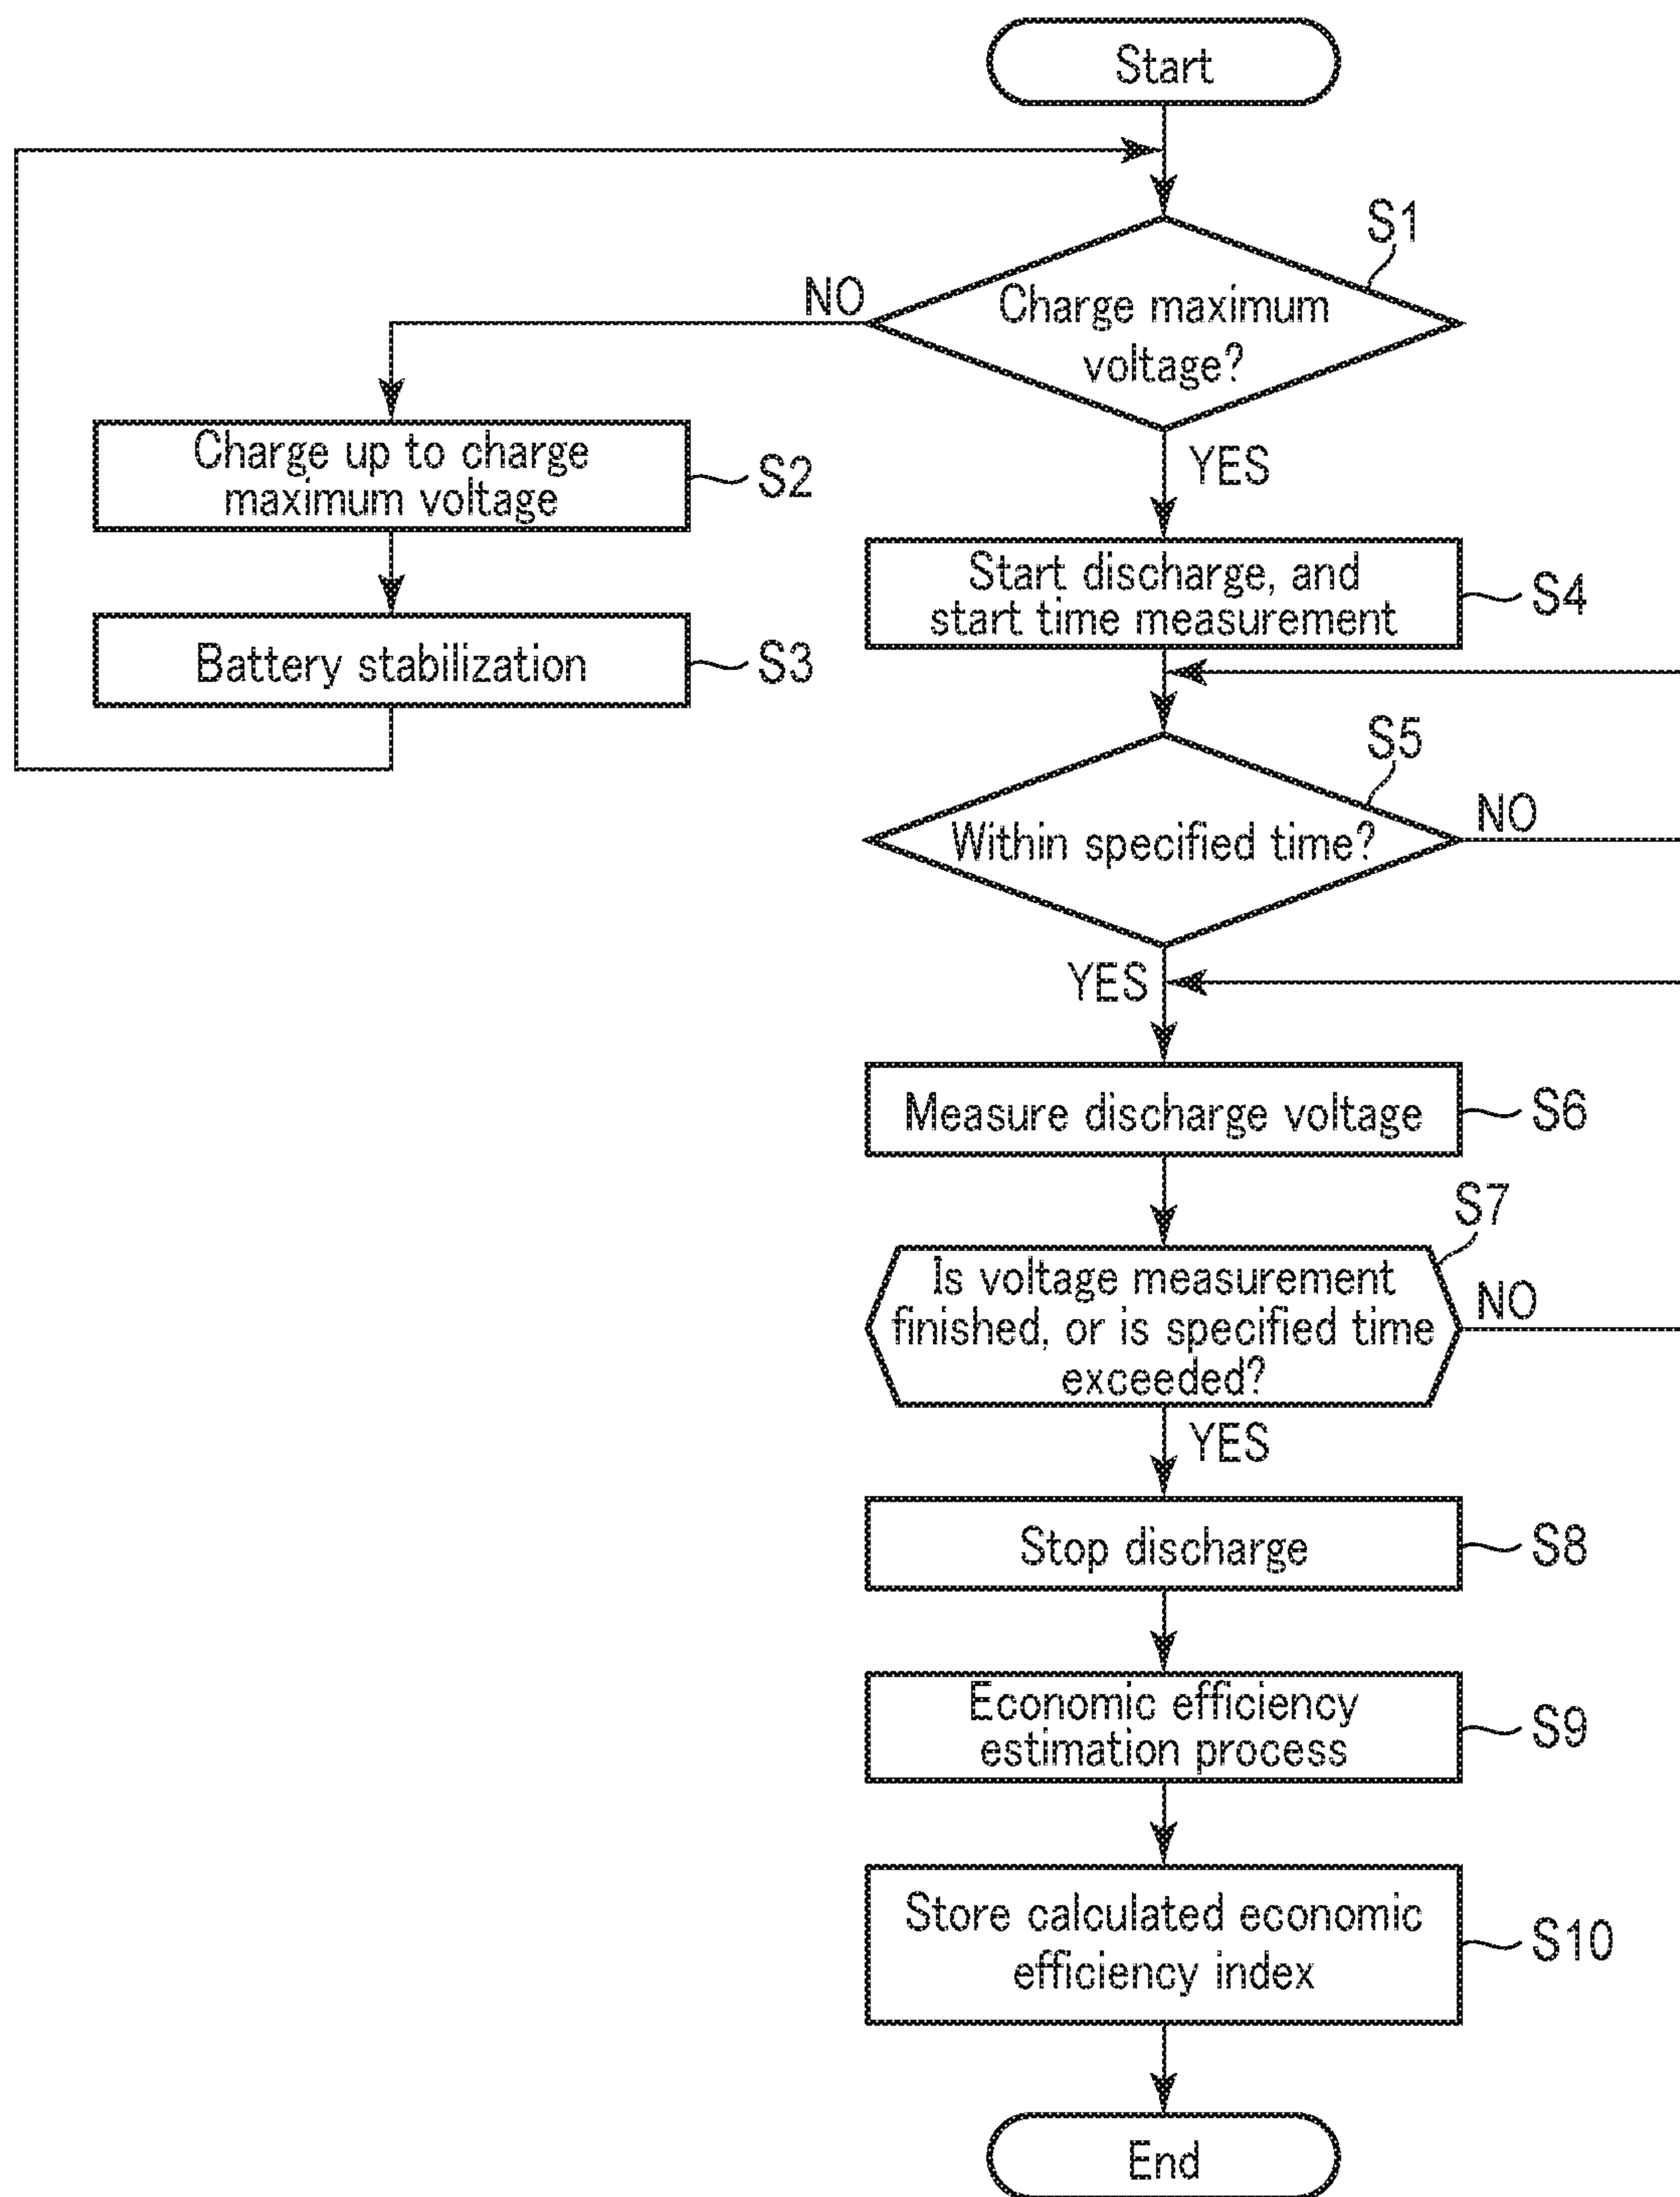 Start
S1
NO
Charge maximum
voltage?
YES
Charge up to charge
maximum voltage
S2
Battery stabilization
S3
Start discharge, and
start time measurement
S4
S5
Within specified time?
NO
YES
Measure discharge voltage
S6
S7
Is voltage measurement
finished, or is specified time
exceeded?
NO
YES
Stop discharge
S8
Economic efficiency
estimation process
S9
Store calculated economic
efficiency index
S10
End